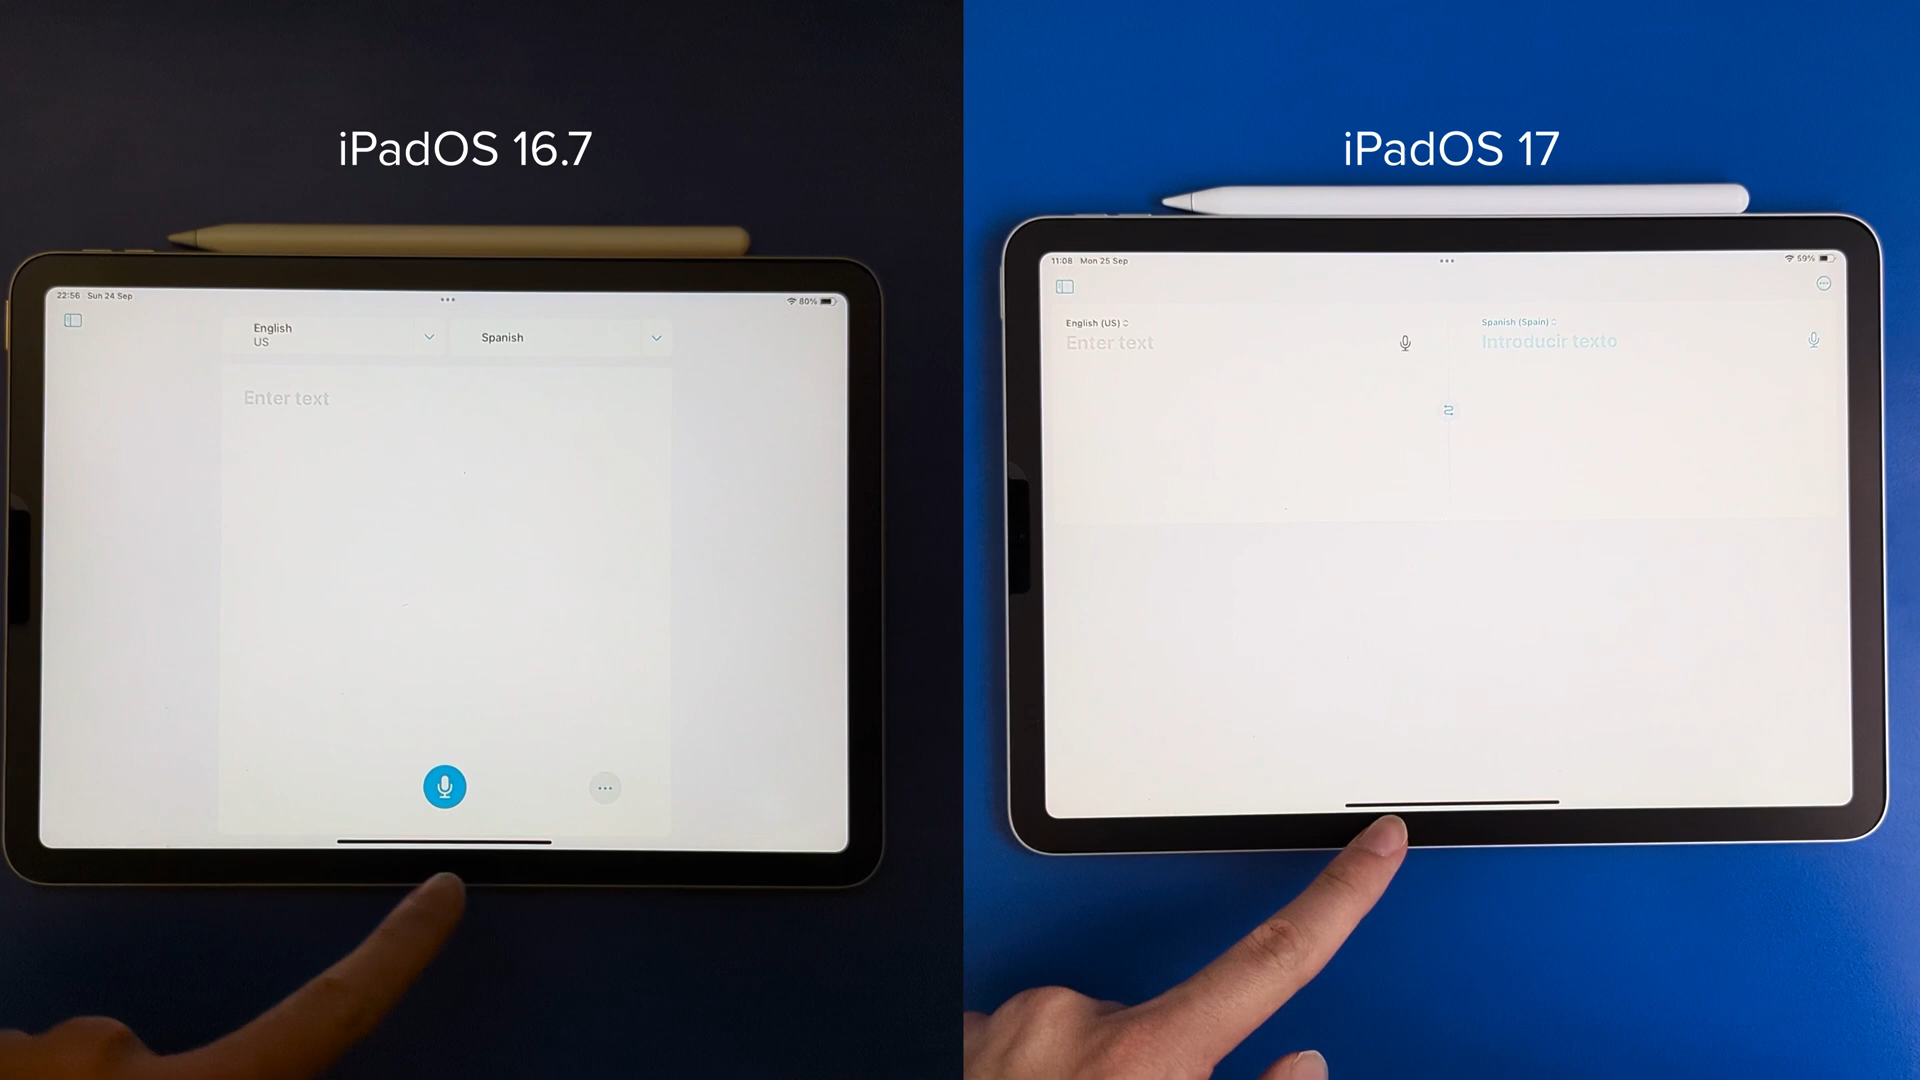 iPadOS 16.7
22:56 Sun 24 Sep
80%
English
US
Spanish
Enter text
iPadOS 17
11:08 Mon 25 Sep
59%
English (US)
Enter text
Spanish (Spain)
Introducir texto